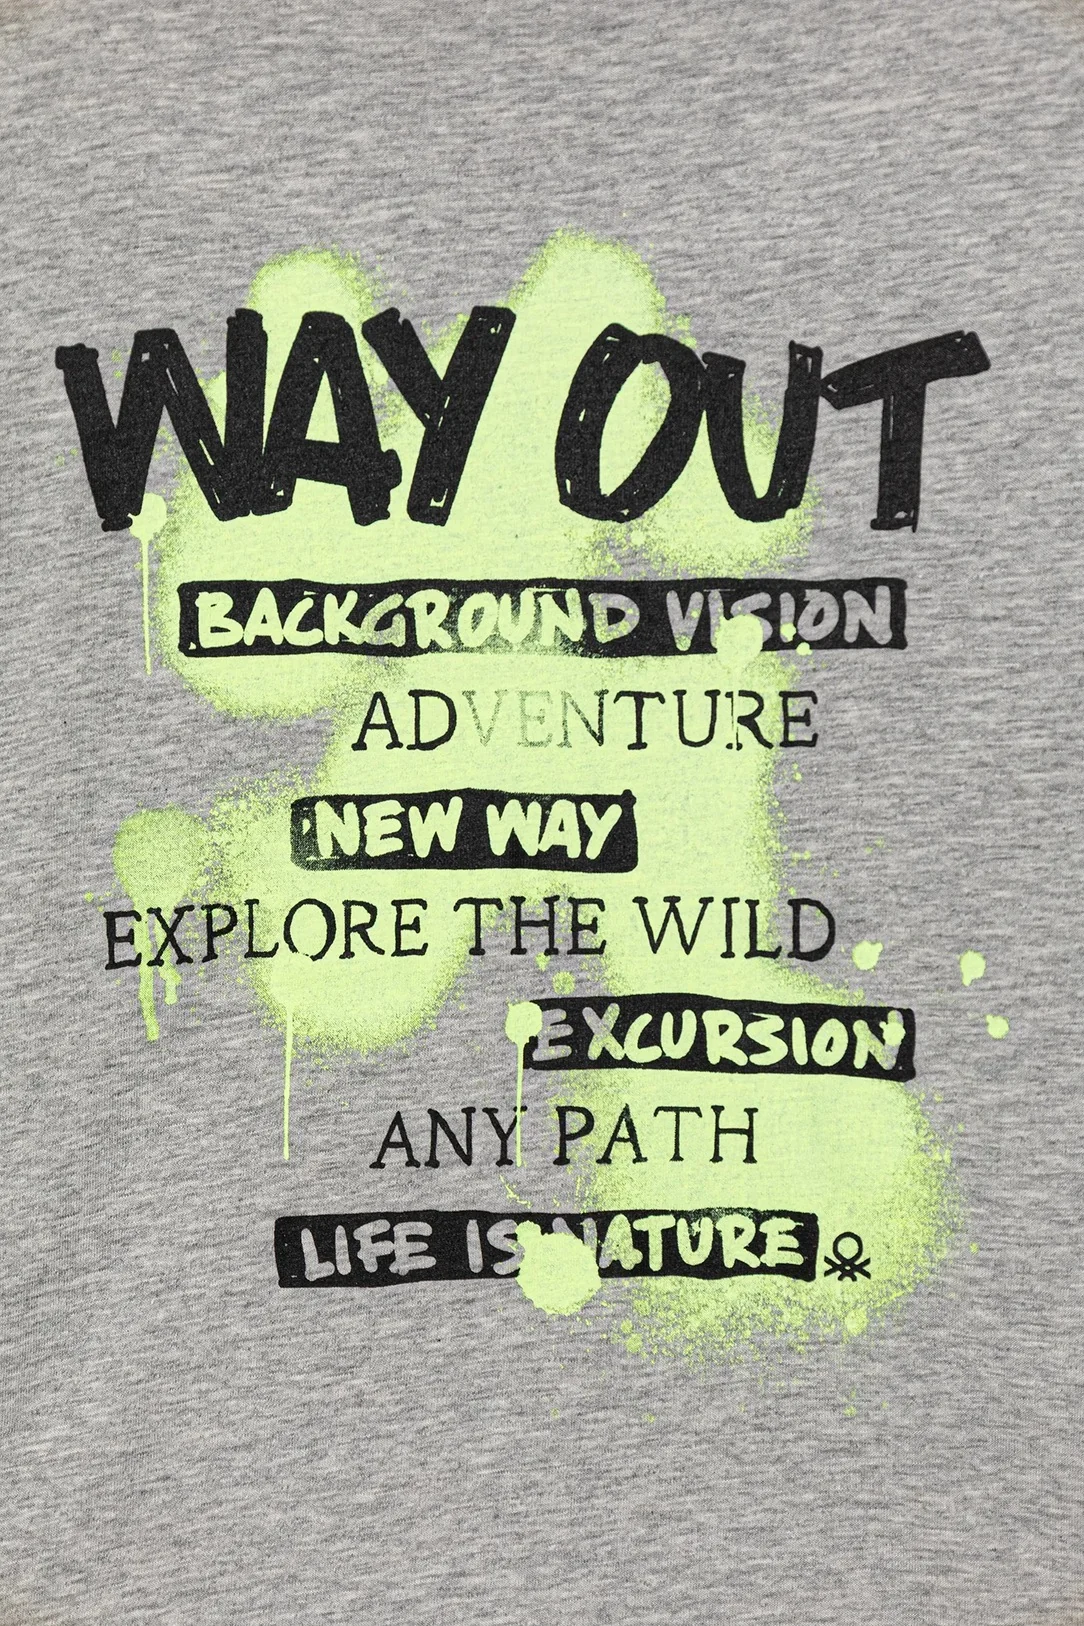 WAY OUT
BACKGROUND VISION
ADVENTURE
NEW WAY
EXPLORE THE WILD
EXCURSION
ANY PATH
LIFE IS NATURE